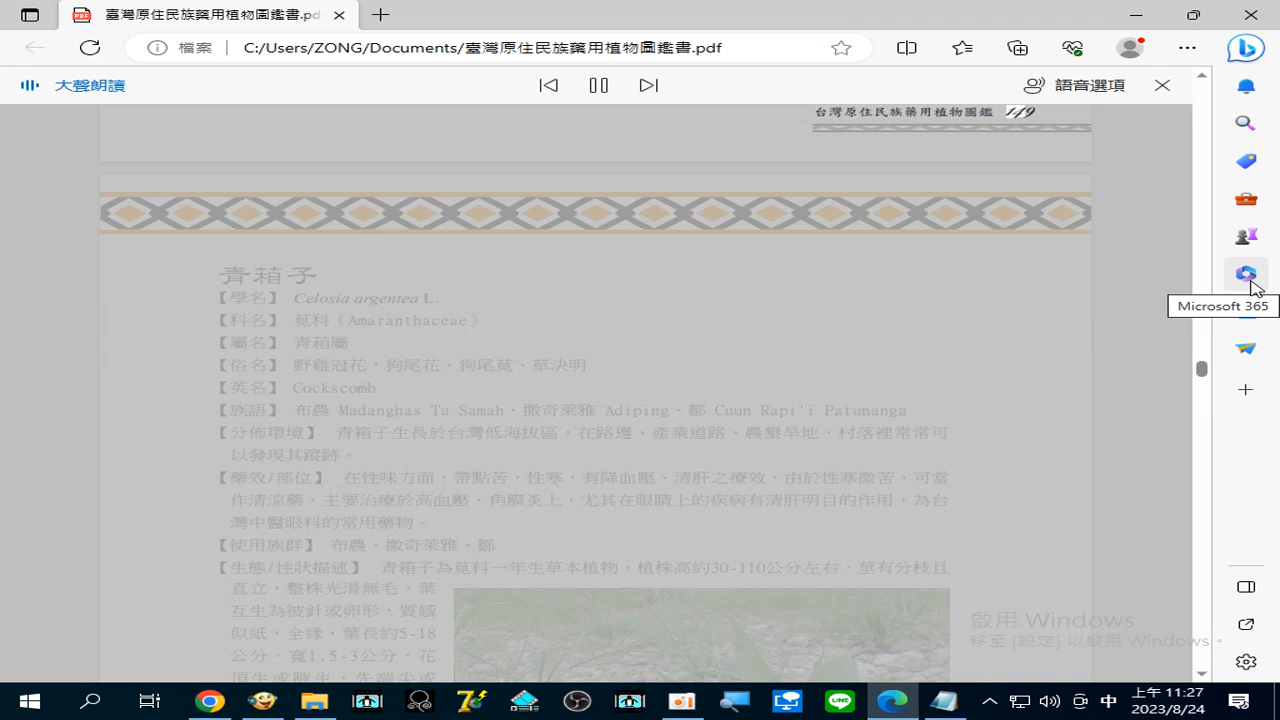 臺灣原住民族藥用植物圖鑑書.pd
檔案
C:/Users/ZONG/Documents/臺灣原住民族藥用植物圖鑑書.pdf
大聲朗讀
語音選項
台灣原住民族藥用植物圖鑑 149
青葙子
【學名】 Celosia argentea L.
【科名】 莧科（Amaranthaceae）
【屬名】 青葙屬
【俗名】 野雞冠花、狗尾花、狗尾莧、草決明
【英名】 Cockscomb
【族語】 布農 Madanghas Tu Samah、撒奇萊雅 Adiping、鄒 Cuun Rapi'i Patunanga
【分佈環境】 青葙子生長於台灣低海拔區，在路邊、產業道路、農墾旱地、村落裡常常可
以發現其蹤跡。
【藥效/部位】 在性味方面，帶點苦，性寒，有降血壓、清肝之療效，由於性寒微苦，可當
作清涼藥，主要治療於高血壓、角膜炎上，尤其在眼睛上的疾病有清肝明目的作用，為台
灣中醫眼科的常用藥物。
【使用族群】 布農、撒奇萊雅、鄒
【生態/性狀描述】 青葙子為莧科一年生草本植物，植株高約30-110公分左右，莖有分枝且
直立，整株光滑無毛，葉
互生為披針或卵形，質感
似紙，全緣，葉長約5-18
公分，寬1.5-3公分，花
頂生或腋生，先端尖或
Microsoft 365
啟用 Windows
移至 [設定] 以啟用 Windows。
中
上午 11:27
2023/8/24